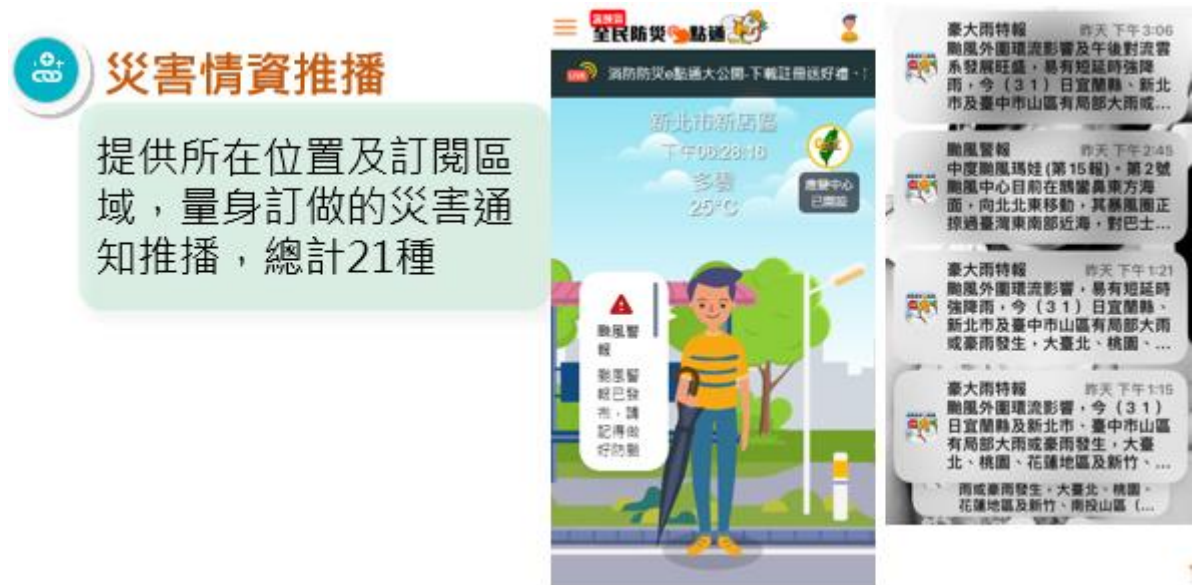 災害情資推播
提供所在位置及訂閱區
域，量身訂做的災害通
知推播，總計21種
全民防災e點通
LIVE 消防防災e點通大公開-下載註冊送好禮、
新北市新店區
下午06:28:16
多雲
25°C
應變中心
已開設
颱風警
報
颱風警
報已發
布，請
記得做
好防颱
豪大雨特報 昨天 下午3:06
颱風外圍環流影響及午後對流雲
系發展旺盛，易有短延時強降
雨，今（31）日宜蘭縣、新北
市及臺中市山區有局部大雨或...
颱風警報 昨天 下午2:45
中度颱風瑪娃(第15報)。第2號
颱風中心目前在鵝鑾鼻東方海
面，向北北東移動，其暴風圈正
掠過臺灣東南部近海，對巴士...
豪大雨特報 昨天 下午1:21
颱風外圍環流影響，易有短延時
強降雨，今（31）日宜蘭縣、
新北市及臺中市山區有局部大雨
或豪雨發生，大臺北、桃園、...
豪大雨特報 昨天 下午1:15
颱風外圍環流影響，今（31）
日宜蘭縣及新北市、臺中市山區
有局部大雨或豪雨發生，大臺
北、桃園、花蓮地區及新竹、...
雨或豪雨發生，大臺北、桃園、
花蓮地區及新竹、南投山區（...